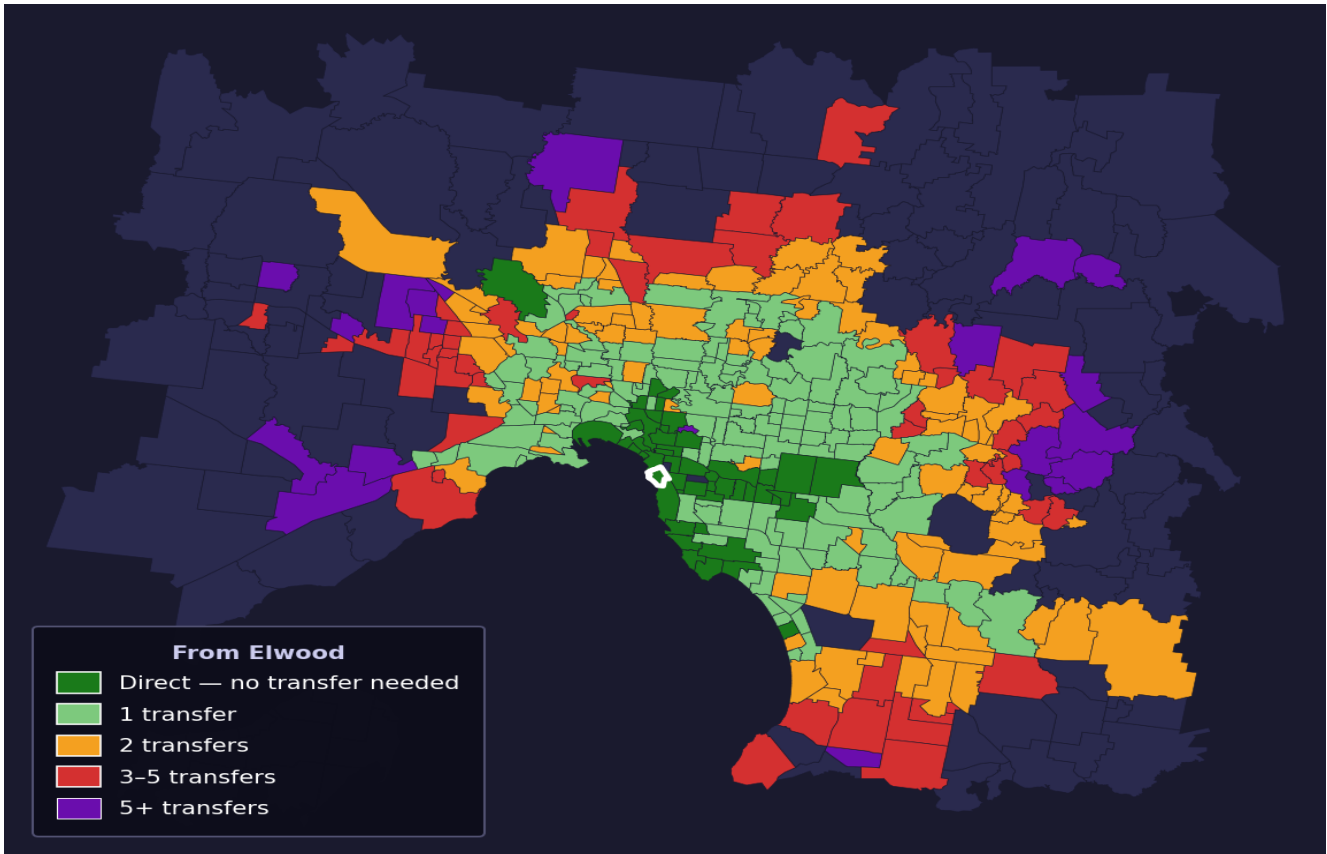 From Elwood
Direct — no transfer needed
1 transfer
2 transfers
3–5 transfers
5+ transfers